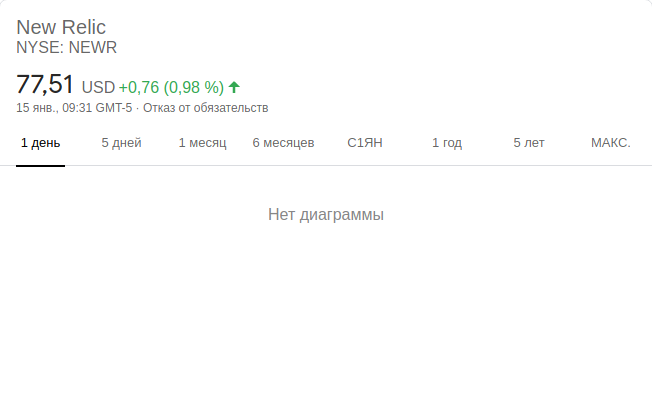 New Relic
NYSE: NEWR
77,51 USD +0,76 (0,98 %)
15 янв., 09:31 GMT-5 · Отказ от обязательств
1 день 5 дней 1 месяц 6 месяцев С1ЯН 1 год 5 лет МАКС.
Нет диаграммы